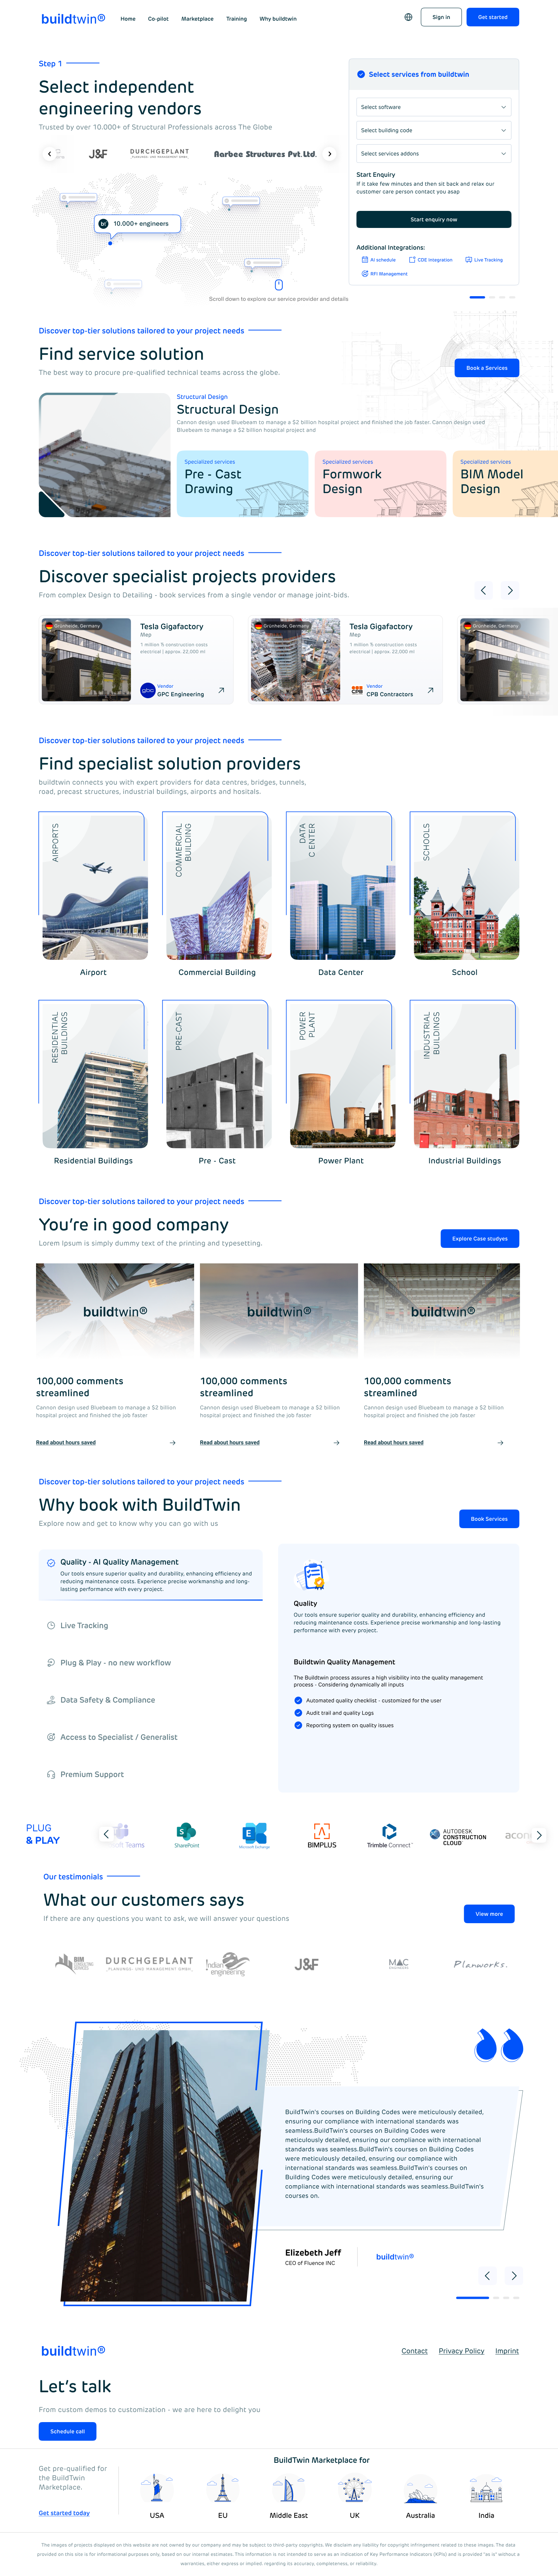 buildtwin®
Home Co-pilot Marketplace Training Why buildtwin
Sign in
Get started
Step 1
Select independent
engineering vendors
Trusted by over 10.000+ of Structural Professionals across The Globe
J&F
DURCHGEPLANT
PLANUNGS- UND MANAGEMENT GMBH
Aarbee Structures Pvt. Ltd.
bt
10.000+ engineers
Scroll down to explore our service provider and details
Select services from buildtwin
Select software
Select building code
Select services addons
Start Enquiry
If it take few minutes and then sit back and relax our
customer care person contact you asap
Start enquiry now
Additional Integrations:
AI schedule
CDE Integration
Live Tracking
RFI Management
Discover top-tier solutions tailored to your project needs
Find service solution
The best way to procure pre-qualified technical teams across the globe.
Book a Services
Structural Design
Structural Design
Cannon design used Bluebeam to manage a $2 billion hospital project and finished the job faster. Cannon design used
Bluebeam to manage a $2 billion hospital project and
Specialized services
Pre - Cast
Drawing
Specialized services
Formwork
Design
Specialized services
BIM Model
Design
Discover top-tier solutions tailored to your project needs
Discover specialist projects providers
From complex Design to Detailing - book services from a single vendor or manage joint-bids.
Grünheide, Germany
Tesla Gigafactory
Mep
1 million % construction costs
electrical | approx. 22,000 ml
gbc
Vendor
GPC Engineering
Grünheide, Germany
Tesla Gigafactory
Mep
1 million % construction costs
electrical | approx. 22,000 ml
CPB
Vendor
CPB Contractors
Grünheide, Germany
Discover top-tier solutions tailored to your project needs
Find specialist solution providers
buildtwin connects you with expert providers for data centres, bridges, tunnels,
road, precast structures, industrial buildings, airports and hositals.
AIRPORTS
Airport
COMMERCIAL
BUILDING
Commercial Building
DATA
C ENTER
Data Center
SCHOOLS
School
RESIDENTIAL
BUILDINGS
Residential Buildings
PRE-CAST
Pre - Cast
POWER
PLANT
Power Plant
INDUSTRIAL
BUILDINGS
Industrial Buildings
Discover top-tier solutions tailored to your project needs
You're in good company
Lorem Ipsum is simply dummy text of the printing and typesetting.
Explore Case studyes
buildtwin®
100,000 comments
streamlined
Cannon design used Bluebeam to manage a $2 billion
hospital project and finished the job faster
Read about hours saved
buildtwin®
100,000 comments
streamlined
Cannon design used Bluebeam to manage a $2 billion
hospital project and finished the job faster
Read about hours saved
buildtwin®
100,000 comments
streamlined
Cannon design used Bluebeam to manage a $2 billion
hospital project and finished the job faster
Read about hours saved
Discover top-tier solutions tailored to your project needs
Why book with BuildTwin
Explore now and get to know why you can go with us
Book Services
Quality - AI Quality Management
Our tools ensure superior quality and durability, enhancing efficiency and
reducing maintenance costs. Experience precise workmanship and long-
lasting performance with every project.
Live Tracking
Plug & Play - no new workflow
Data Safety & Compliance
Access to Specialist / Generalist
Premium Support
Quality
Our tools ensure superior quality and durability, enhancing efficiency and
reducing maintenance costs. Experience precise workmanship and long-lasting
performance with every project.
Buildtwin Quality Management
The Buildtwin process assures a high visibility into the quality management
process - Considering dynamically all inputs
Automated quality checklist - customized for the user
Audit trail and quality Logs
Reporting system on quality issues
PLUG
& PLAY
Teams
SharePoint
Microsoft Exchange
BIMPLUS
Trimble Connect
AUTODESK
CONSTRUCTION
CLOUD
acon
Our testimonials
What our customers says
If there are any questions you want to ask, we will answer your questions
View more
BIM
CONSULTING
SERVICES
DURCHGEPLANT
PLANUNGS- UND MANAGEMENT GMBH
indian
engineering
J&F
MAC
Planworks.
BuildTwin's courses on Building Codes were meticulously detailed,
ensuring our compliance with international standards was
seamless.BuildTwin's courses on Building Codes were
meticulously detailed, ensuring our compliance with international
standards was seamless.BuildTwin's courses on Building Codes
were meticulously detailed, ensuring our compliance with
international standards was seamless.BuildTwin's courses on
Building Codes were meticulously detailed, ensuring our
compliance with international standards was seamless.BuildTwin's
courses on.
Elizebeth Jeff
CEO of Fluence INC
buildtwin®
buildtwin®
Contact Privacy Policy Imprint
Let's talk
From custom demos to customization - we are here to delight you
Schedule call
Get pre-qualified for
the BuildTwin
Marketplace.
Get started today
BuildTwin Marketplace for
USA
EU
Middle East
UK
Australia
India
The images of projects displayed on this website are not owned by our company and may be subject to third-party copyrights. We disclaim any liability for copyright infringement related to these images. The data
provided on this site is for informational purposes only, based on our internal estimates. This information is not intended to serve as an indication of Key Performance Indicators (KPIs) and is provided "as is" without
warranties, either express or implied, regarding its accuracy, completeness, or reliability.